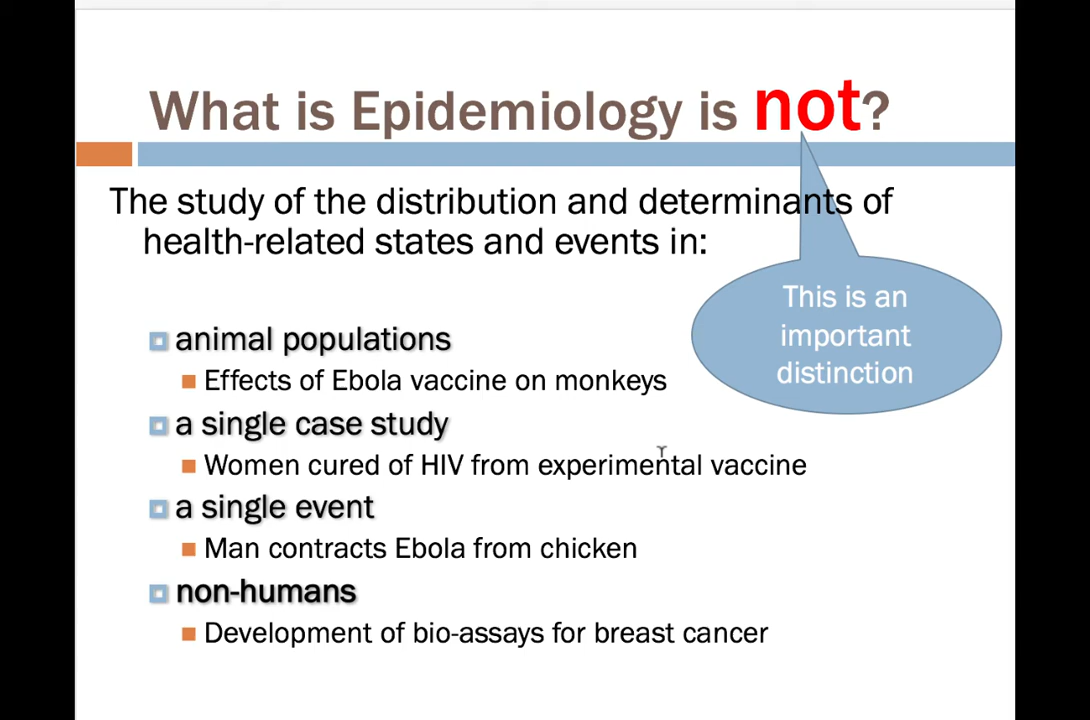 What is Epidemiology is not?
The study of the distribution and determinants of
health-related states and events in:
This is an
important
distinction
animal populations
Effects of Ebola vaccine on monkeys
a single case study
Women cured of HIV from experimental vaccine
a single event
Man contracts Ebola from chicken
non-humans
Development of bio-assays for breast cancer